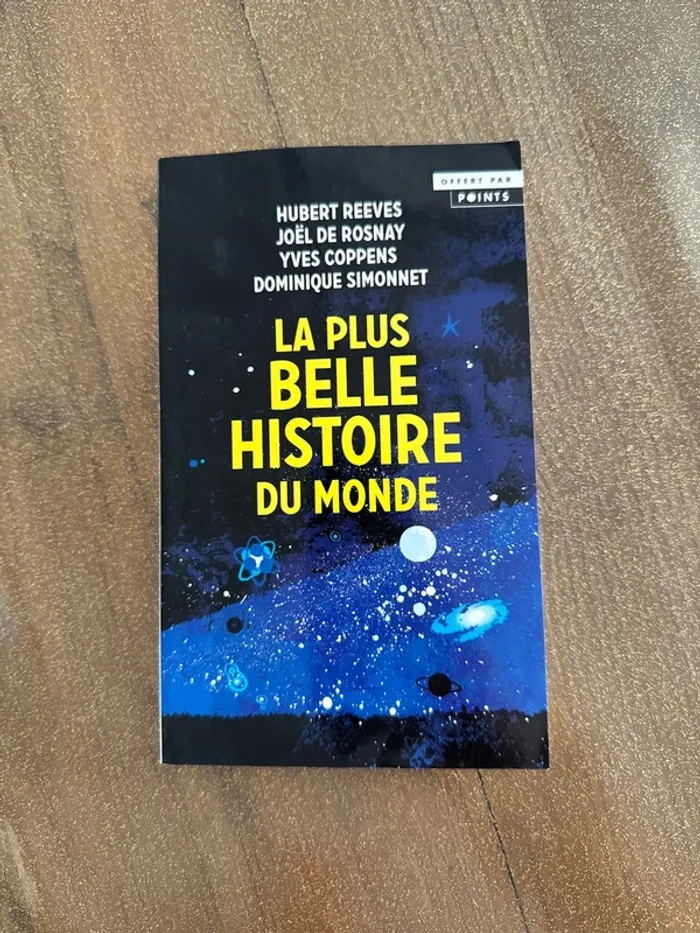 OFFERT PAR
POINTS
HUBERT REEVES
JOËL DE ROSNAY
YVES COPPENS
DOMINIQUE SIMONNET
LA PLUS
BELLE
HISTOIRE
DU MONDE